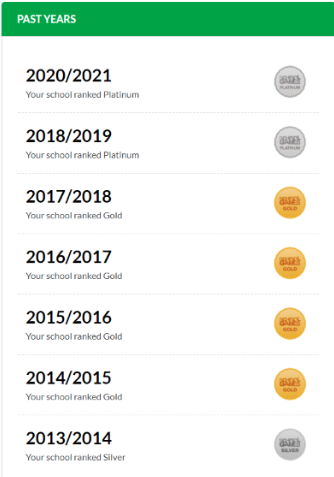 PAST YEARS
2020/2021
Your school ranked Platinum
PLATINUM
2018/2019
Your school ranked Platinum
PLATINUM
2017/2018
Your school ranked Gold
GOLD
2016/2017
Your school ranked Gold
GOLD
2015/2016
Your school ranked Gold
GOLD
2014/2015
Your school ranked Gold
GOLD
2013/2014
Your school ranked Silver
SILVER